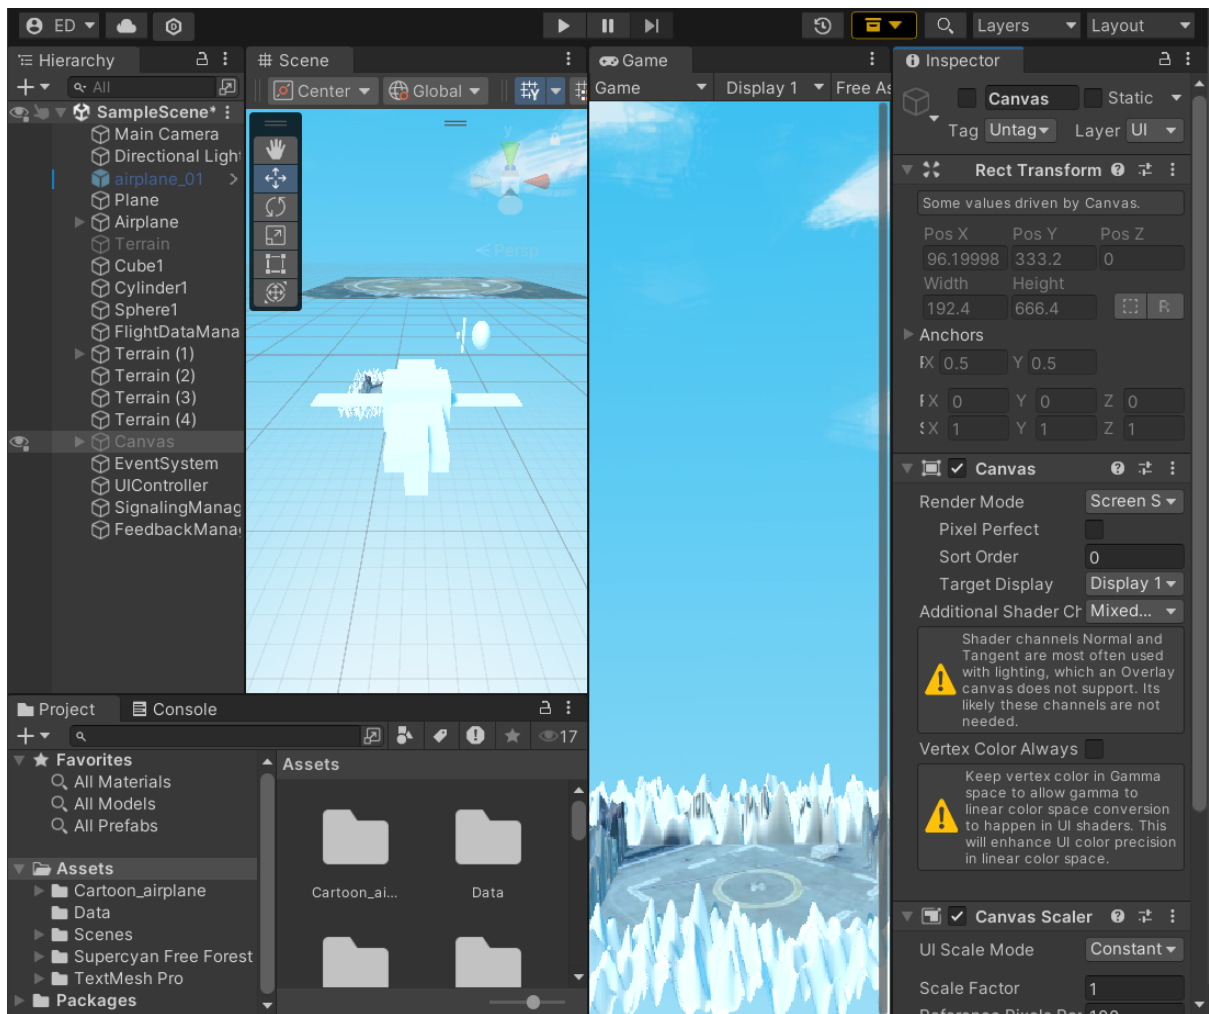 ED
Layers
Layout
Hierarchy
All
SampleScene*
Main Camera
Directional Light
airplane_01
Plane
Airplane
Terrain
Cube1
Cylinder1
Sphere1
FlightDataMana
Terrain (1)
Terrain (2)
Terrain (3)
Terrain (4)
Canvas
EventSystem
UIController
SignalingManag
FeedbackMana
Scene
Center
Global
y
Persp
Game
Game
Display 1
Free As
Inspector
Canvas
Static
Tag
Untag
Layer
UI
Rect Transform
Some values driven by Canvas.
Pos X
Pos Y
Pos Z
96.19998
333.2
0
Width
Height
192.4
666.4
R
Anchors
X 0.5
Y 0.5
X 0
Y 0
Z 0
X 1
Y 1
Z 1
Canvas
Render Mode
Screen S
Pixel Perfect
Sort Order
0
Target Display
Display 1
Additional Shader Ch
Mixed...
Shader channels Normal and
Tangent are most often used
with lighting, which an Overlay
canvas does not support. Its
likely these channels are not
needed.
Vertex Color Always
Keep vertex color in Gamma
space to allow gamma to
linear color space conversion
to happen in UI shaders. This
will enhance UI color precision
in linear color space.
Canvas Scaler
UI Scale Mode
Constant
Scale Factor
1
Project
Console
17
Favorites
All Materials
All Models
All Prefabs
Assets
Cartoon_airplane
Data
Scenes
Supercyan Free Forest
TextMesh Pro
Packages
Assets
Cartoon_ai...
Data